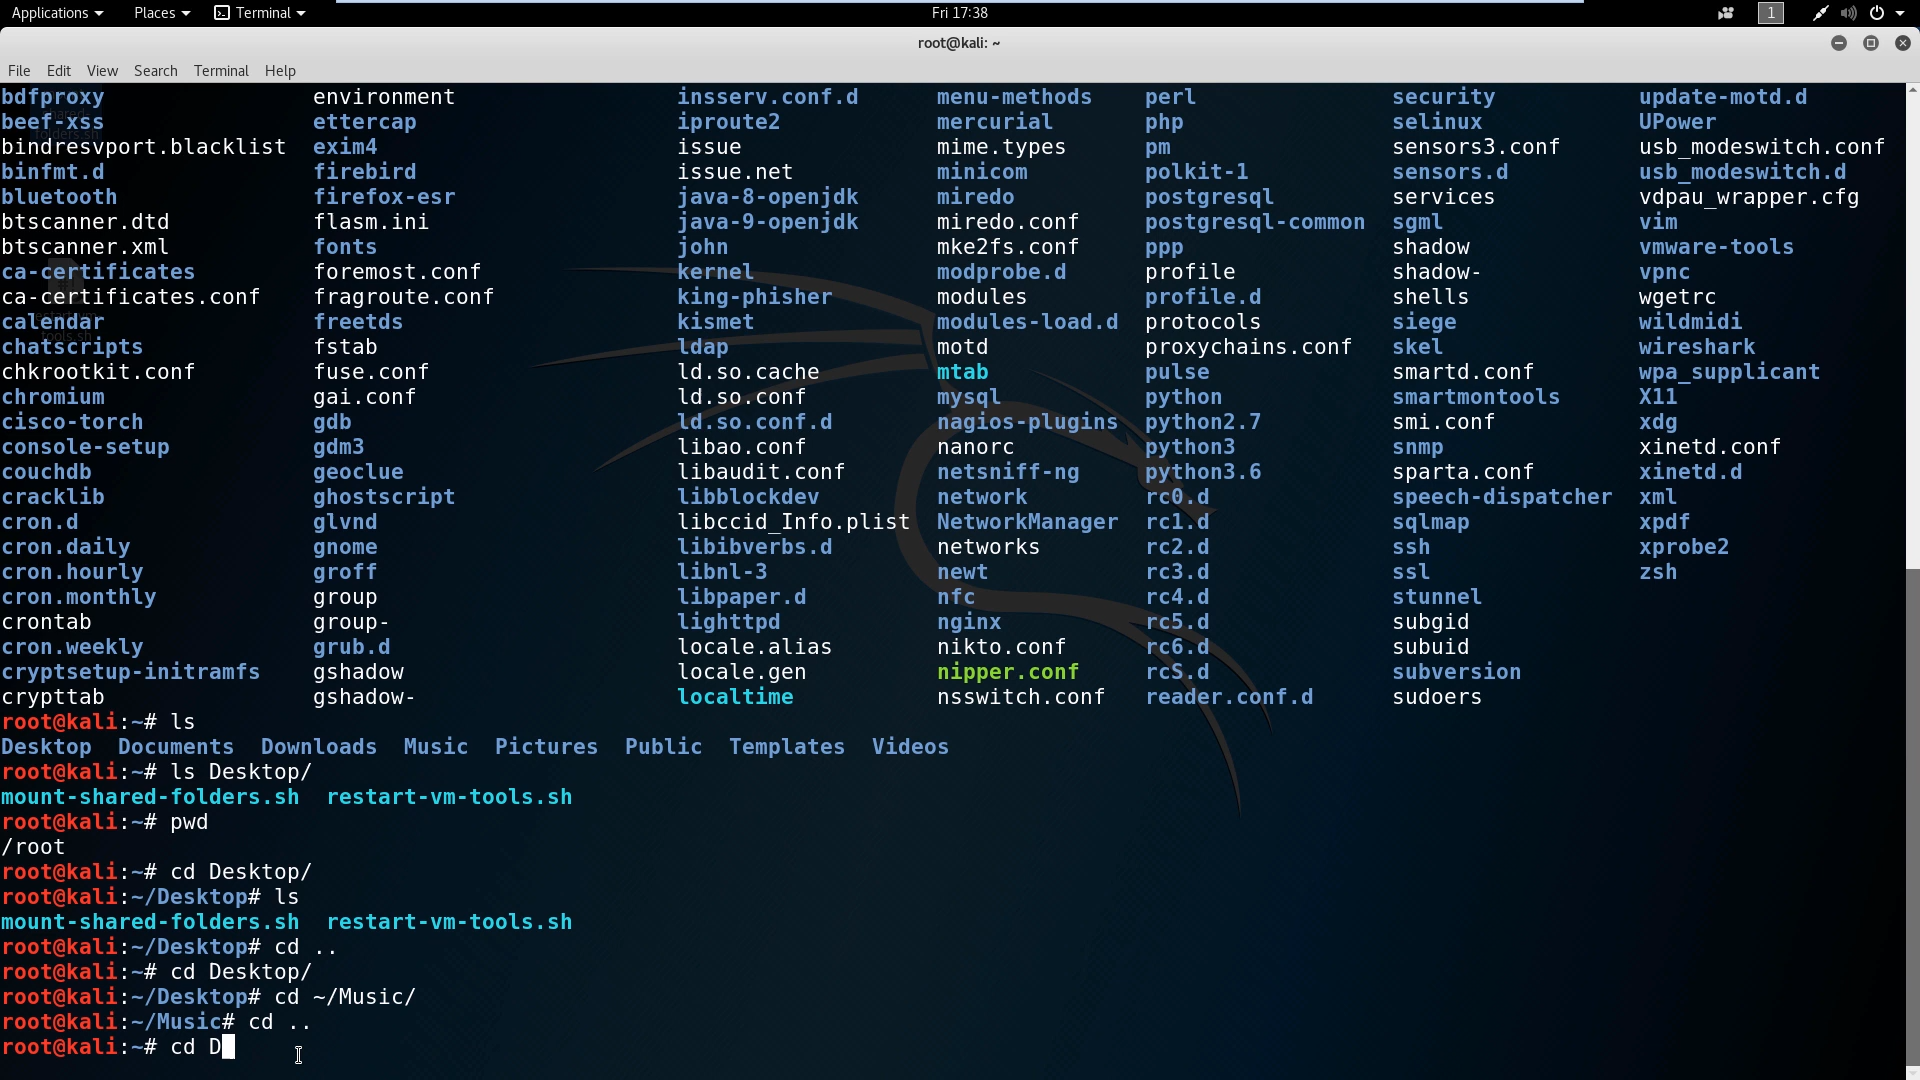 Applications Places Terminal Fri 17:38 1
root@kali: ~
File Edit View Search Terminal Help
bdfproxy environment insserv.conf.d menu-methods perl security update-motd.d
beef-xss ettercap iproute2 mercurial php selinux UPower
bindresvport.blacklist exim4 issue mime.types pm sensors3.conf usb_modeswitch.conf
binfmt.d firebird issue.net minicom polkit-1 sensors.d usb_modeswitch.d
bluetooth firefox-esr java-8-openjdk miredo postgresql services vdpau_wrapper.cfg
btscanner.dtd flasm.ini java-9-openjdk miredo.conf postgresql-common sgml vim
btscanner.xml fonts john mke2fs.conf ppp shadow vmware-tools
ca-certificates foremost.conf kernel modprobe.d profile shadow- vpnc
ca-certificates.conf fragroute.conf king-phisher modules profile.d shells wgetrc
calendar freetds kismet modules-load.d protocols siege wildmidi
chatscripts fstab ldap motd proxychains.conf skel wireshark
chkrootkit.conf fuse.conf ld.so.cache mtab pulse smartd.conf wpa_supplicant
chromium gai.conf ld.so.conf mysql python smartmontools X11
cisco-torch gdb ld.so.conf.d nagios-plugins python2.7 smi.conf xdg
console-setup gdm3 libao.conf nanorc python3 snmp xinetd.conf
couchdb geoclue libaudit.conf netsniff-ng python3.6 sparta.conf xinetd.d
cracklib ghostscript libblockdev network rc0.d speech-dispatcher xml
cron.d glvnd libccid_Info.plist NetworkManager rc1.d sqlmap xpdf
cron.daily gnome libibverbs.d networks rc2.d ssh xprobe2
cron.hourly groff libnl-3 newt rc3.d ssl zsh
cron.monthly group libpaper.d nfc rc4.d stunnel
crontab group- lighttpd nginx rc5.d subgid
cron.weekly grub.d locale.alias nikto.conf rc6.d subuid
cryptsetup-initramfs gshadow locale.gen nipper.conf rcS.d subversion
crypttab gshadow- localtime nsswitch.conf reader.conf.d sudoers
root@kali:~# ls
Desktop Documents Downloads Music Pictures Public Templates Videos
root@kali:~# ls Desktop/
mount-shared-folders.sh restart-vm-tools.sh
root@kali:~# pwd
/root
root@kali:~# cd Desktop/
root@kali:~/Desktop# ls
mount-shared-folders.sh restart-vm-tools.sh
root@kali:~/Desktop# cd ..
root@kali:~# cd Desktop/
root@kali:~/Desktop# cd ~/Music/
root@kali:~/Music# cd ..
root@kali:~# cd D